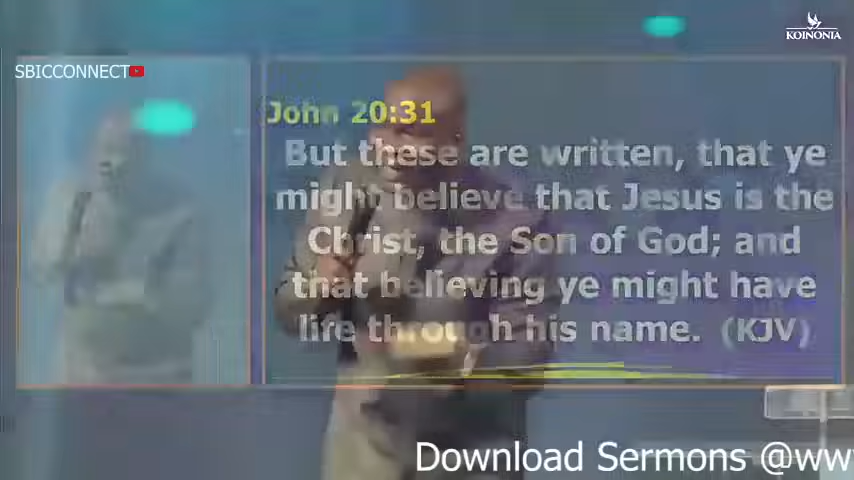 KOINONIA
SBICCONNECT
John 20:31
But these are written, that ye
might believe that Jesus is the
Christ, the Son of God; and
that believing ye might have
life through his name. (KJV)
Download Sermons @ww